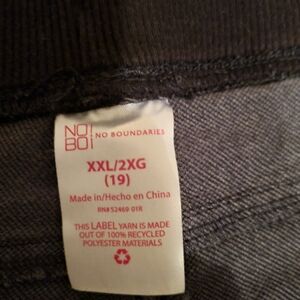 NO
BOi
NO BOUNDARIES
XXL/2XG
(19)
Made in/Hecho en China
RN# 52469 01R
THIS LABEL YARN IS MADE
OUT OF 100% RECYCLED
POLYESTER MATERIALS